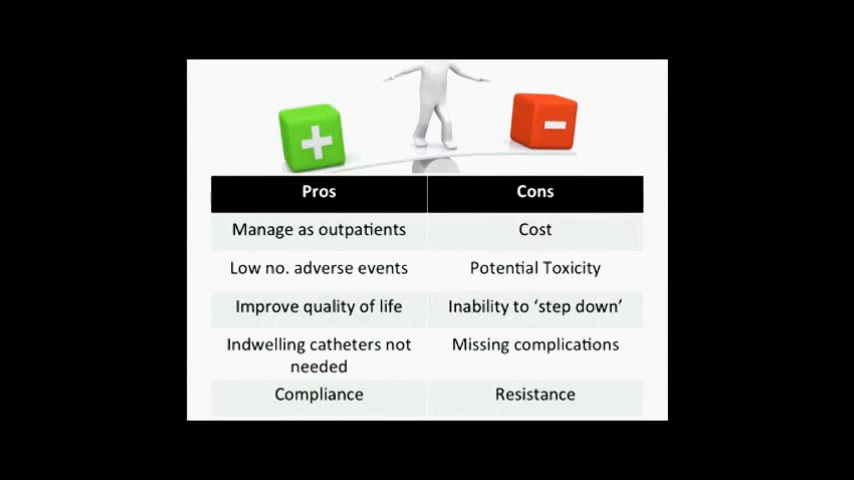 Pros Cons
Manage as outpatients Cost
Low no. adverse events Potential Toxicity
Improve quality of life Inability to ‘step down’
Indwelling catheters not Missing complications
needed
Compliance Resistance